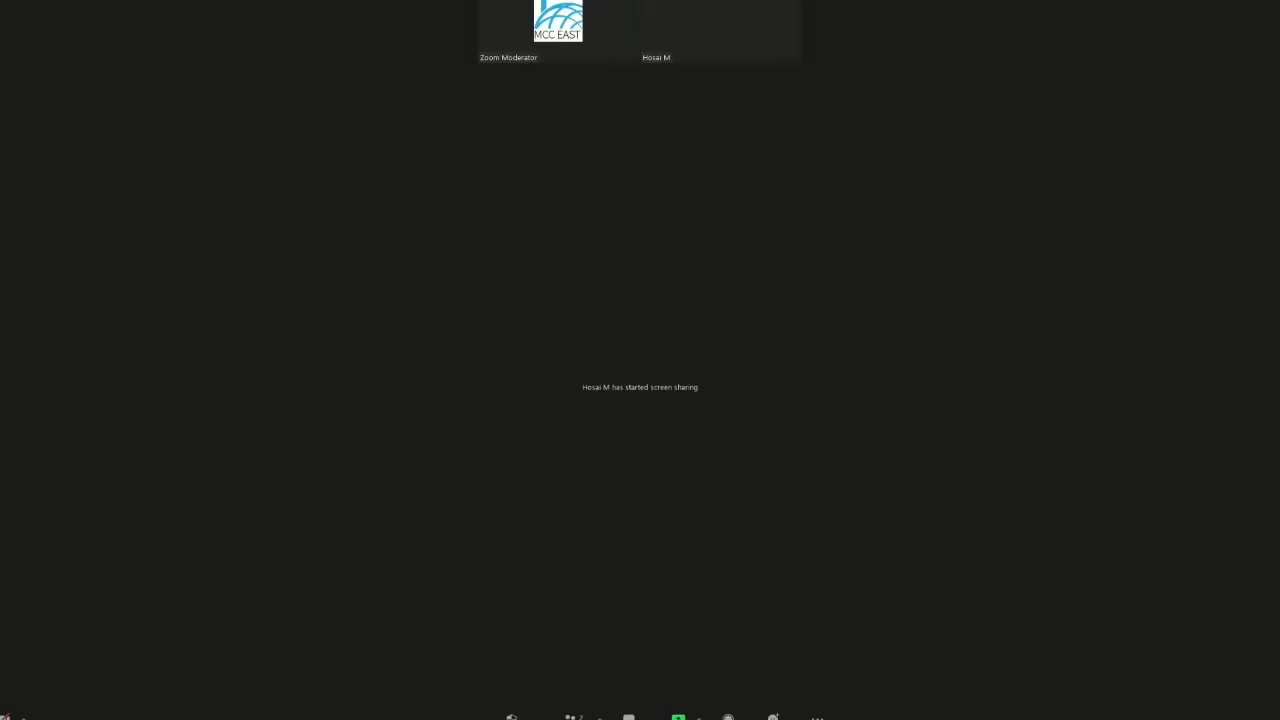 MCC EAST
Zoom Moderator
Hosai M
Hosai M has started screen sharing